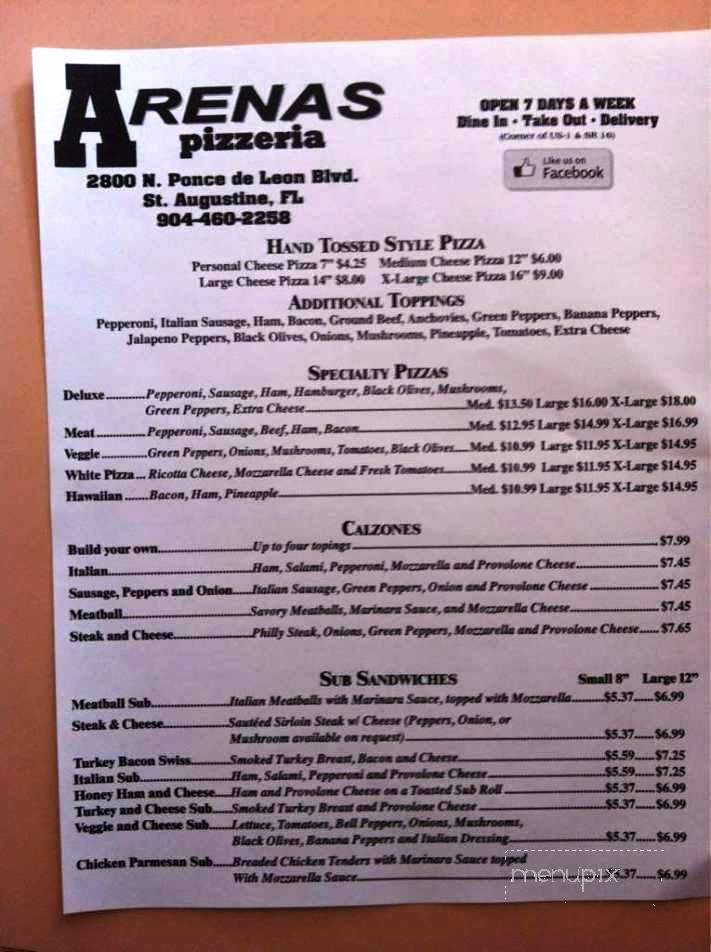 ARENAS
pizzeria
2800 N. Ponce de Leon Blvd.
St. Augustine, FL
904-460-2258
OPEN 7 DAYS A WEEK
Dine In • Take Out • Delivery
(Corner of US-1 & SR 16)
Like us on
Facebook
HAND TOSSED STYLE PIZZA
Personal Cheese Pizza 7" $4.25 Medium Cheese Pizza 12" $6.00
Large Cheese Pizza 14" $8.00 X-Large Cheese Pizza 16" $9.00
ADDITIONAL TOPPINGS
Pepperoni, Italian Sausage, Ham, Bacon, Ground Beef, Anchovies, Green Peppers, Banana Peppers,
Jalapeno Peppers, Black Olives, Onions, Mushrooms, Pineapple, Tomatoes, Extra Cheese
SPECIALTY PIZZAS
Deluxe...........Pepperoni, Sausage, Ham, Hamburger, Black Olives, Mushrooms,
Green Peppers, Extra Cheese...........Med. $13.50 Large $16.00 X-Large $18.00
Meat...........Pepperoni, Sausage, Beef, Ham, Bacon...........Med. $12.95 Large $14.99 X-Large $16.99
Veggie...........Green Peppers, Onions, Mushrooms, Tomatoes, Black Olives....Med. $10.99 Large $11.95 X-Large $14.95
White Pizza... Ricotta Cheese, Mozzarella Cheese and Fresh Tomatoes......Med. $10.99 Large $11.95 X-Large $14.95
Hawaiian ......Bacon, Ham, Pineapple...........Med. $10.99 Large $11.95 X-Large $14.95
CALZONES
Build your own...........Up to four topings...........$7.99
Italian...........Ham, Salami, Pepperoni, Mozzarella and Provolone Cheese...........$7.45
Sausage, Peppers and Onion.....Italian Sausage, Green Peppers, Onion and Provolone Cheese...........$7.45
Meatball...........Savory Meatballs, Marinara Sauce, and Mozzarella Cheese...........$7.45
Steak and Cheese...........Philly Steak, Onions, Green Peppers, Mozzarella and Provolone Cheese.....$7.65
SUB SANDWICHES Small 8" Large 12"
Meatball Sub...........Italian Meatballs with Marinara Sauce, topped with Mozzarella.......$5.37.....$6.99
Steak & Cheese...........Sautéed Sirloin Steak w/ Cheese (Peppers, Onion, or
Mushroom available on request)...........$5.37.....$6.99
Turkey Bacon Swiss.......Smoked Turkey Breast, Bacon and Cheese...........$5.59.....$7.25
Italian Sub...........Ham, Salami, Pepperoni and Provolone Cheese...........$5.59.....$7.25
Honey Ham and Cheese...Ham and Provolone Cheese on a Toasted Sub Roll...........$5.37.....$6.99
Turkey and Cheese Sub....Smoked Turkey Breast and Provolone Cheese...........$5.37.....$6.99
Veggie and Cheese Sub.....Lettuce, Tomatoes, Bell Peppers, Onions, Mushrooms,
Black Olives, Banana Peppers and Italian Dressing...........$5.37.....$6.99
Chicken Parmesan Sub....Breaded Chicken Tenders with Marinara Sauce topped
With Mozzarella Sauce...........6.37.....$6.99
menupix